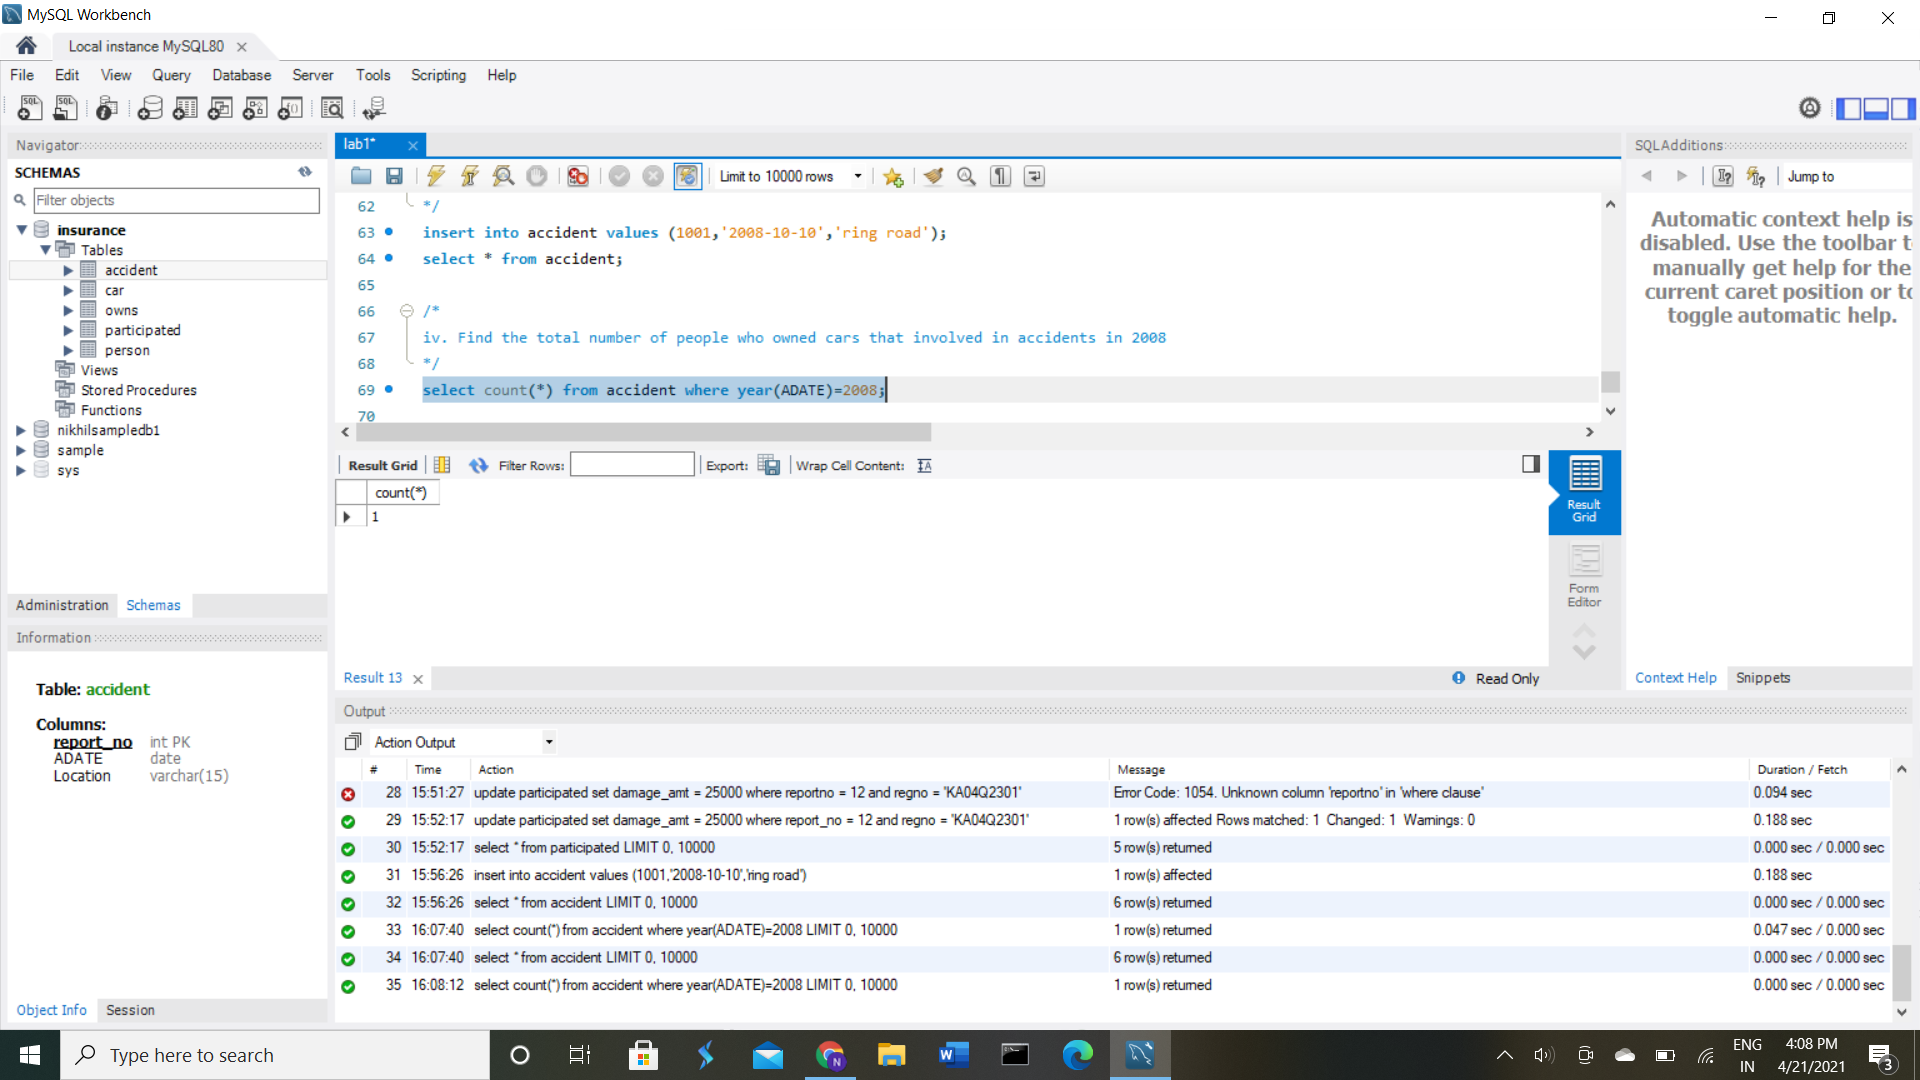 MySQL Workbench
Local instance MySQL80
File Edit View Query Database Server Tools Scripting Help
Navigator
SCHEMAS
Filter objects
insurance
Tables
accident
car
owns
participated
person
Views
Stored Procedures
Functions
nikhilsampledb1
sample
sys
Administration Schemas
Information
Table: accident
Columns:
report_no int PK
ADATE date
Location varchar(15)
Object Info Session
lab1*
Limit to 10000 rows
62 */
63 insert into accident values (1001,'2008-10-10','ring road');
64 select * from accident;
65
66 /*
67 iv. Find the total number of people who owned cars that involved in accidents in 2008
68 */
69 select count(*) from accident where year(ADATE)=2008;
70
Result Grid Filter Rows: Export: Wrap Cell Content:
count(*)
1
Result Grid
Form Editor
Result 13
Read Only
SQLAdditions
Jump to
Automatic context help is
disabled. Use the toolbar t
manually get help for the
current caret position or to
toggle automatic help.
Context Help Snippets
Output
Action Output
# Time Action Message Duration / Fetch
28 15:51:27 update participated set damage_amt = 25000 where reportno = 12 and regno = 'KA04Q2301' Error Code: 1054. Unknown column 'reportno' in 'where clause' 0.094 sec
29 15:52:17 update participated set damage_amt = 25000 where report_no = 12 and regno = 'KA04Q2301' 1 row(s) affected Rows matched: 1 Changed: 1 Warnings: 0 0.188 sec
30 15:52:17 select * from participated LIMIT 0, 10000 5 row(s) returned 0.000 sec / 0.000 sec
31 15:56:26 insert into accident values (1001,'2008-10-10','ring road') 1 row(s) affected 0.188 sec
32 15:56:26 select * from accident LIMIT 0, 10000 6 row(s) returned 0.000 sec / 0.000 sec
33 16:07:40 select count(*) from accident where year(ADATE)=2008 LIMIT 0, 10000 1 row(s) returned 0.047 sec / 0.000 sec
34 16:07:40 select * from accident LIMIT 0, 10000 6 row(s) returned 0.000 sec / 0.000 sec
35 16:08:12 select count(*) from accident where year(ADATE)=2008 LIMIT 0, 10000 1 row(s) returned 0.000 sec / 0.000 sec
Type here to search
ENG
IN
4:08 PM
4/21/2021
3